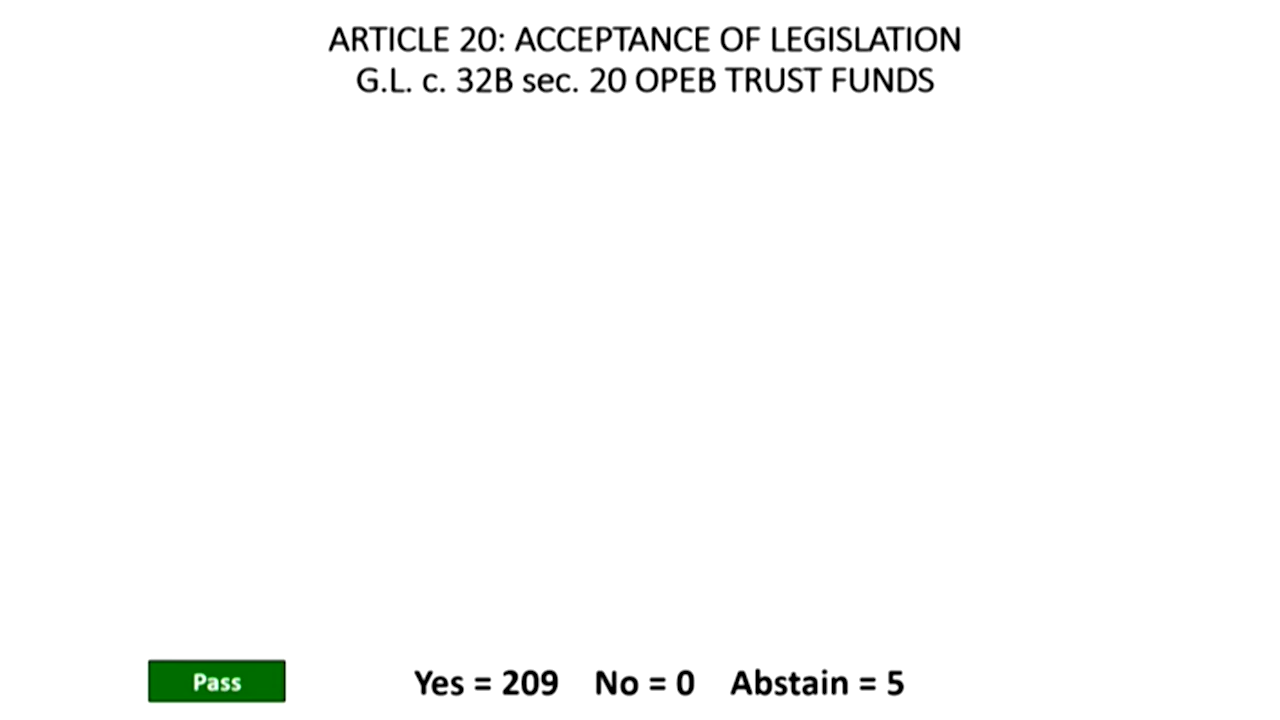 ARTICLE 20: ACCEPTANCE OF LEGISLATION
G.L. c. 32B sec. 20 OPEB TRUST FUNDS
Pass
Yes = 209 No = 0 Abstain = 5